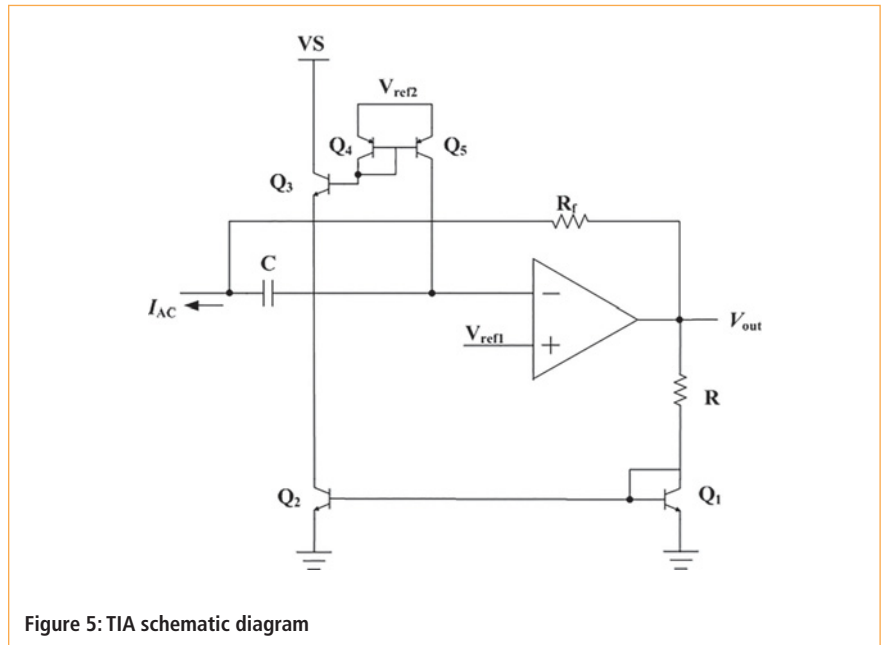 VS
Vref2
Q4
Q5
Q3
Rf
C
IAC
−
Vref1
+
Vout
R
Q2
Q1
Figure 5: TIA schematic diagram